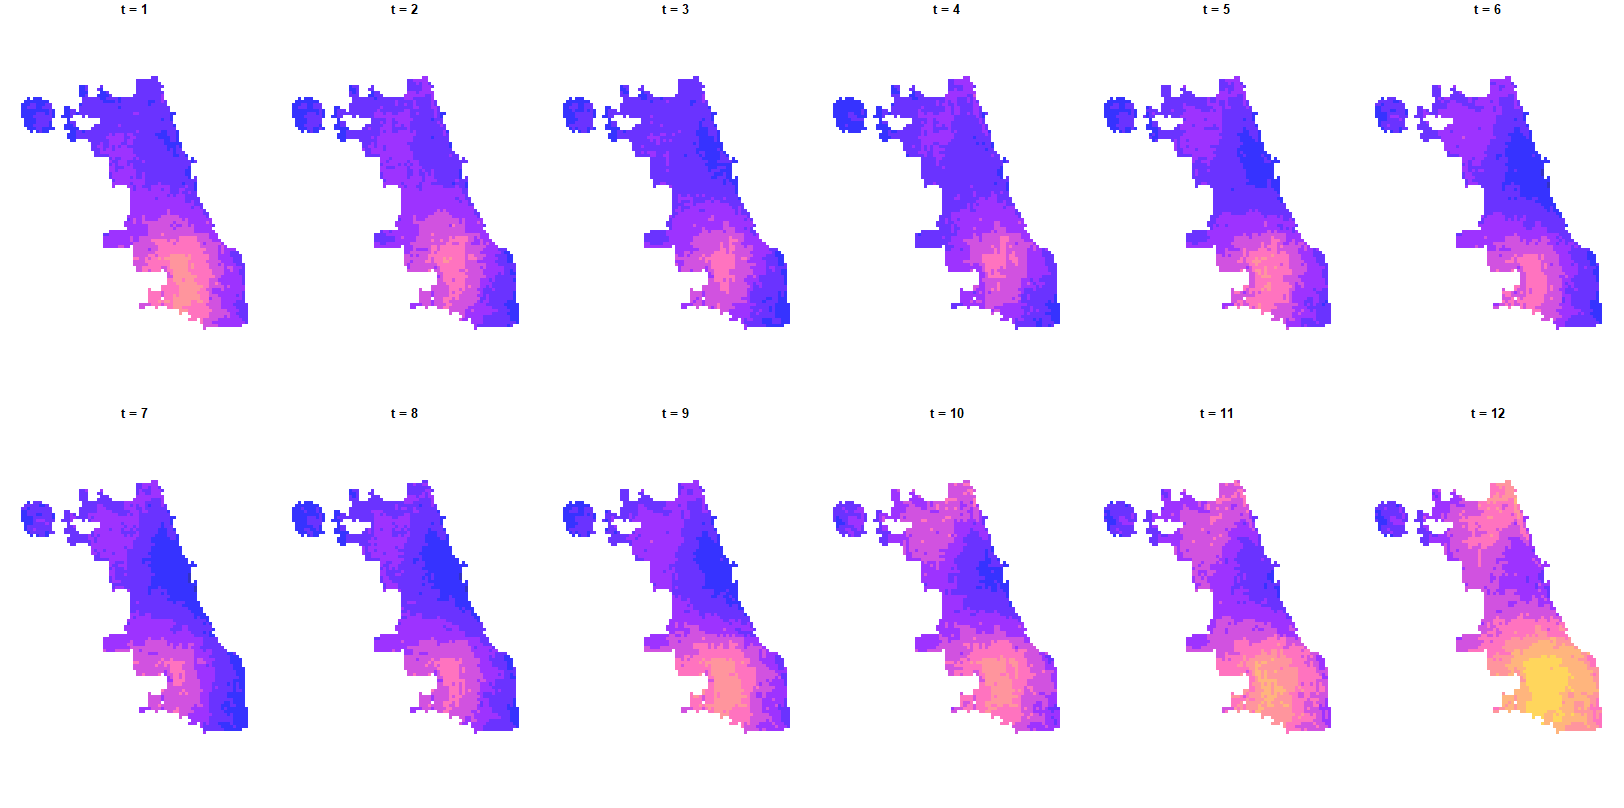 t = 1
t = 2
t = 3
t = 4
t = 5
t = 6
t = 7
t = 8
t = 9
t = 10
t = 11
t = 12